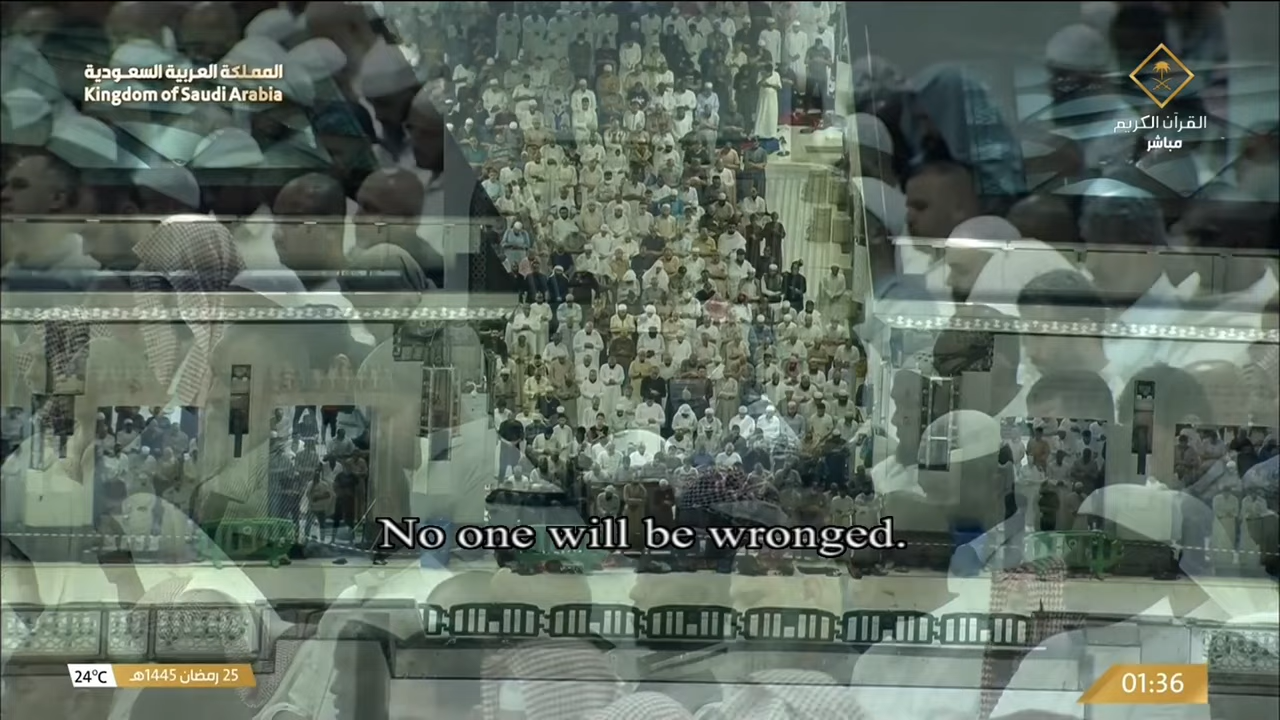 المملكة العربية السعودية
Kingdom of Saudi Arabia
القرآن الكريم
مباشر
No one will be wronged.
24°C
25 رمضان 1445هـ
01:36